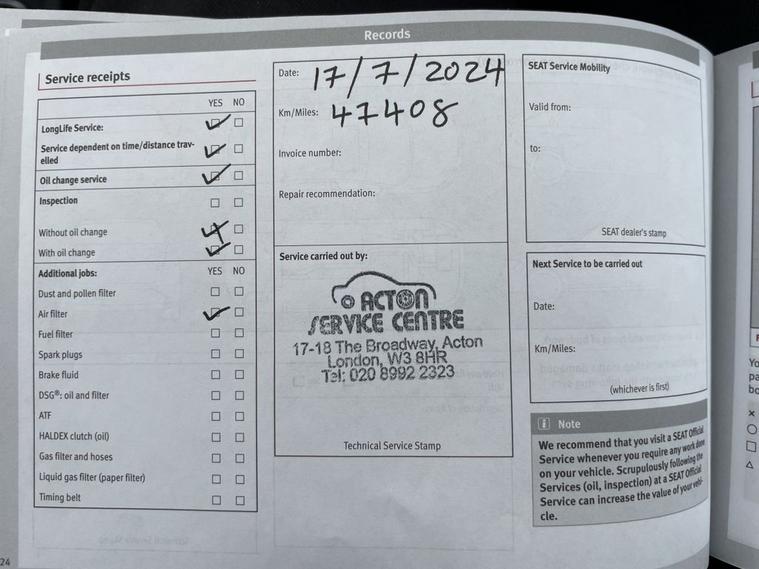 Records
Service receipts
YES NO
LongLife Service:
Service dependent on time/distance trav-
elled
Oil change service
Inspection
Without oil change
With oil change
Additional jobs: YES NO
Dust and pollen filter
Air filter
Fuel filter
Spark plugs
Brake fluid
DSG®: oil and filter
ATF
HALDEX clutch (oil)
Gas filter and hoses
Liquid gas filter (paper filter)
Timing belt
Date: 17/7/2024
Km/Miles: 47408
Invoice number:
Repair recommendation:
Service carried out by:
ACTON
SERVICE CENTRE
17-18 The Broadway, Acton
London, W3 8HR
Tel: 020 8992 2323
Technical Service Stamp
SEAT Service Mobility
Valid from:
to:
SEAT dealer's stamp
Next Service to be carried out
Date:
Km/Miles:
(whichever is first)
i Note
We recommend that you visit a SEAT Official
Service whenever you require any work done
on your vehicle. Scrupulously following the
Services (oil, inspection) at a SEAT Official
Service can increase the value of your vehi-
cle.
24